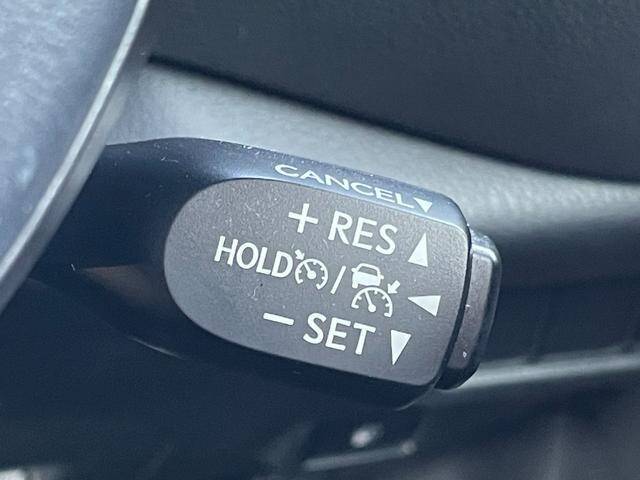 CANCEL▼
+ RES ▲
HOLD / ◀
− SET ▼